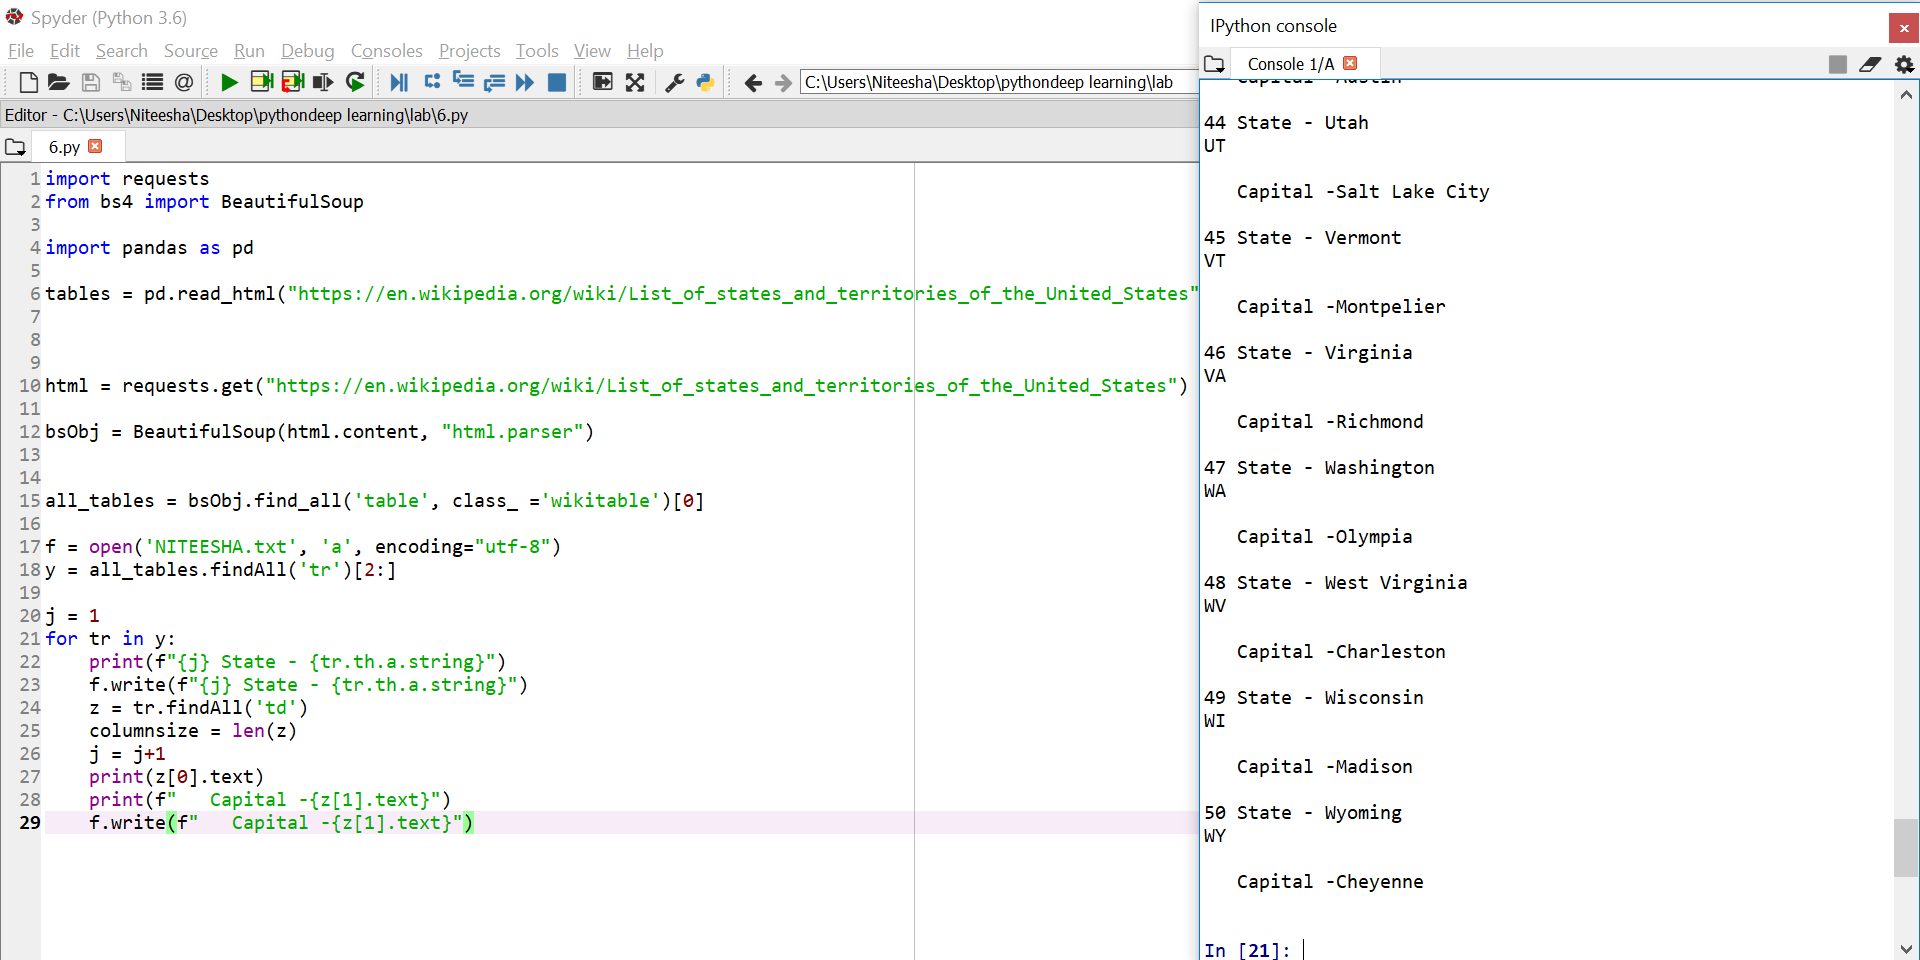 Spyder (Python 3.6)
File Edit Search Source Run Debug Consoles Projects Tools View Help
C:\Users\Niteesha\Desktop\pythondeep learning\lab
Editor - C:\Users\Niteesha\Desktop\pythondeep learning\lab\6.py
6.py
1 import requests
2 from bs4 import BeautifulSoup
3
4 import pandas as pd
5
6 tables = pd.read_html("https://en.wikipedia.org/wiki/List_of_states_and_territories_of_the_United_States"
7
8
9
10 html = requests.get("https://en.wikipedia.org/wiki/List_of_states_and_territories_of_the_United_States")
11
12 bsObj = BeautifulSoup(html.content, "html.parser")
13
14
15 all_tables = bsObj.find_all('table', class_ ='wikitable')[0]
16
17 f = open('NITEESHA.txt', 'a', encoding="utf-8")
18 y = all_tables.findAll('tr')[2:]
19
20 j = 1
21 for tr in y:
22     print(f"{j} State - {tr.th.a.string}")
23     f.write(f"{j} State - {tr.th.a.string}")
24     z = tr.findAll('td')
25     columnsize = len(z)
26     j = j+1
27     print(z[0].text)
28     print(f"   Capital -{z[1].text}")
29     f.write(f"   Capital -{z[1].text}")
IPython console
Console 1/A
Capital -Austin
44 State - Utah
UT
Capital -Salt Lake City
45 State - Vermont
VT
Capital -Montpelier
46 State - Virginia
VA
Capital -Richmond
47 State - Washington
WA
Capital -Olympia
48 State - West Virginia
WV
Capital -Charleston
49 State - Wisconsin
WI
Capital -Madison
50 State - Wyoming
WY
Capital -Cheyenne
In [21]: